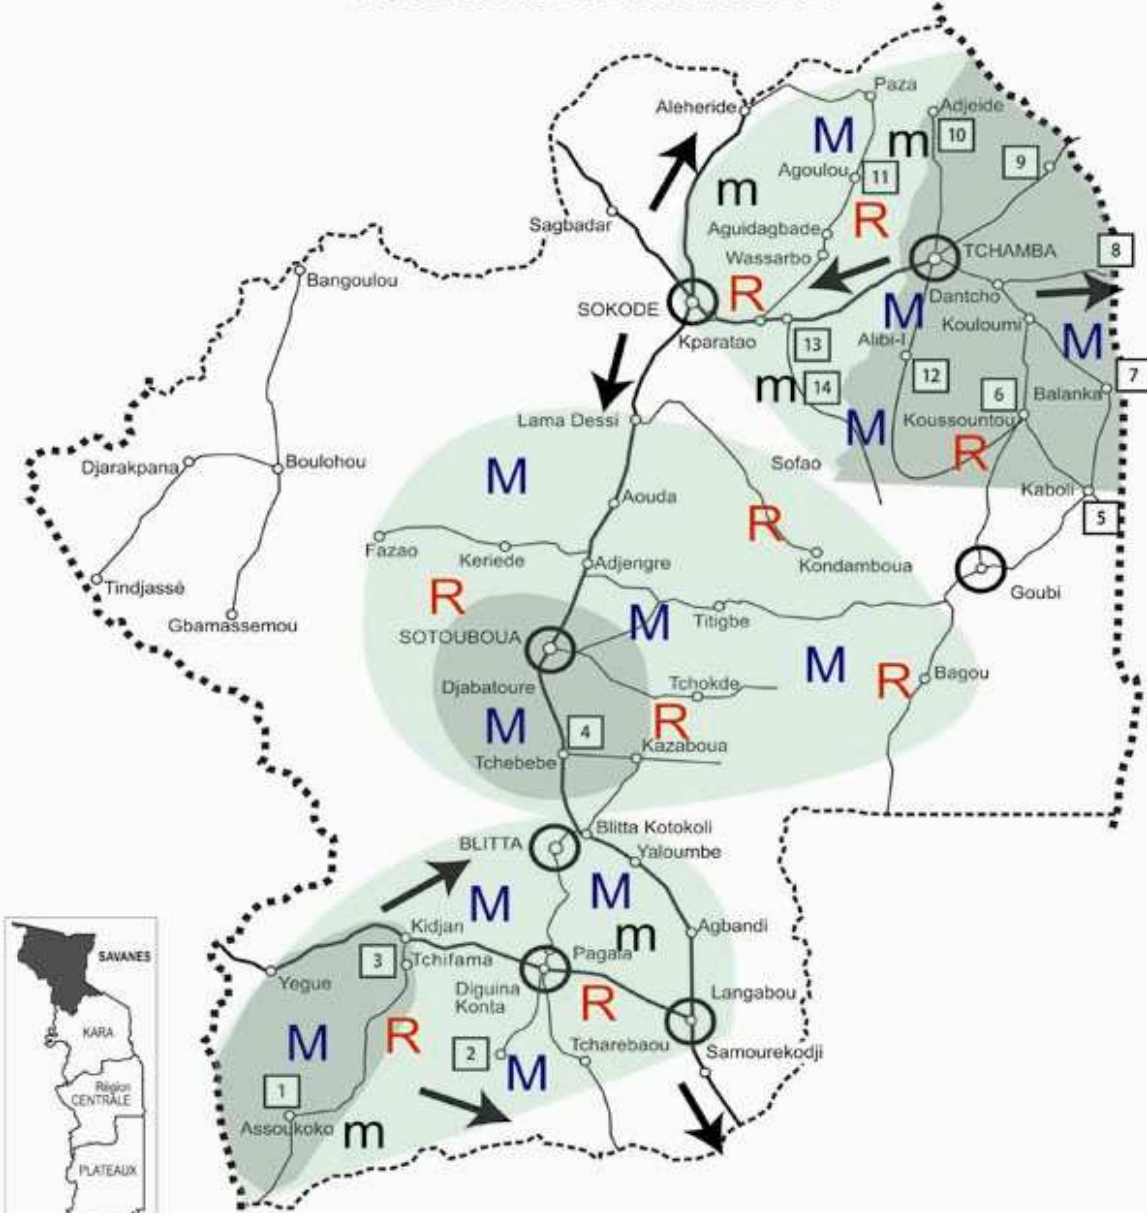 Paza
Aleheride
Adjeide
M
m
10
9
Agoulou
11
m
Sagbadar
R
Aguidagbade
8
TCHAMBA
Wassarbo
Bangoulou
R
Dantcho
SOKODE
M
Kouloumi
Kparatao
13
Alibi-I
M
14
12
7
m
6
Balanka
Lama Dessi
M
Koussountou
Djarakpana
Boulohou
M
Sofao
R
Kaboli
Aouda
5
R
Fazao
Keriede
Adjengre
Kondamboua
Tindjassé
R
Goubi
Gbamassemou
SOTOUBOUA
M
Titigbe
M
Djabatoure
Tchokde
R
Bagou
M
4
R
Tchebebe
Kazaboua
BLITTA
Blitta Kotokoli
Yaloumbe
M
M
Kidjan
m
Agbandi
3
Tchifama
Pagala
Yegue
Diguina
Konta
R
Langabou
M
R
2
M
Tcharebaou
Samourekodji
1
Assoukoko
m
SAVANES
KARA
Région
CENTRALE
PLATEAUX